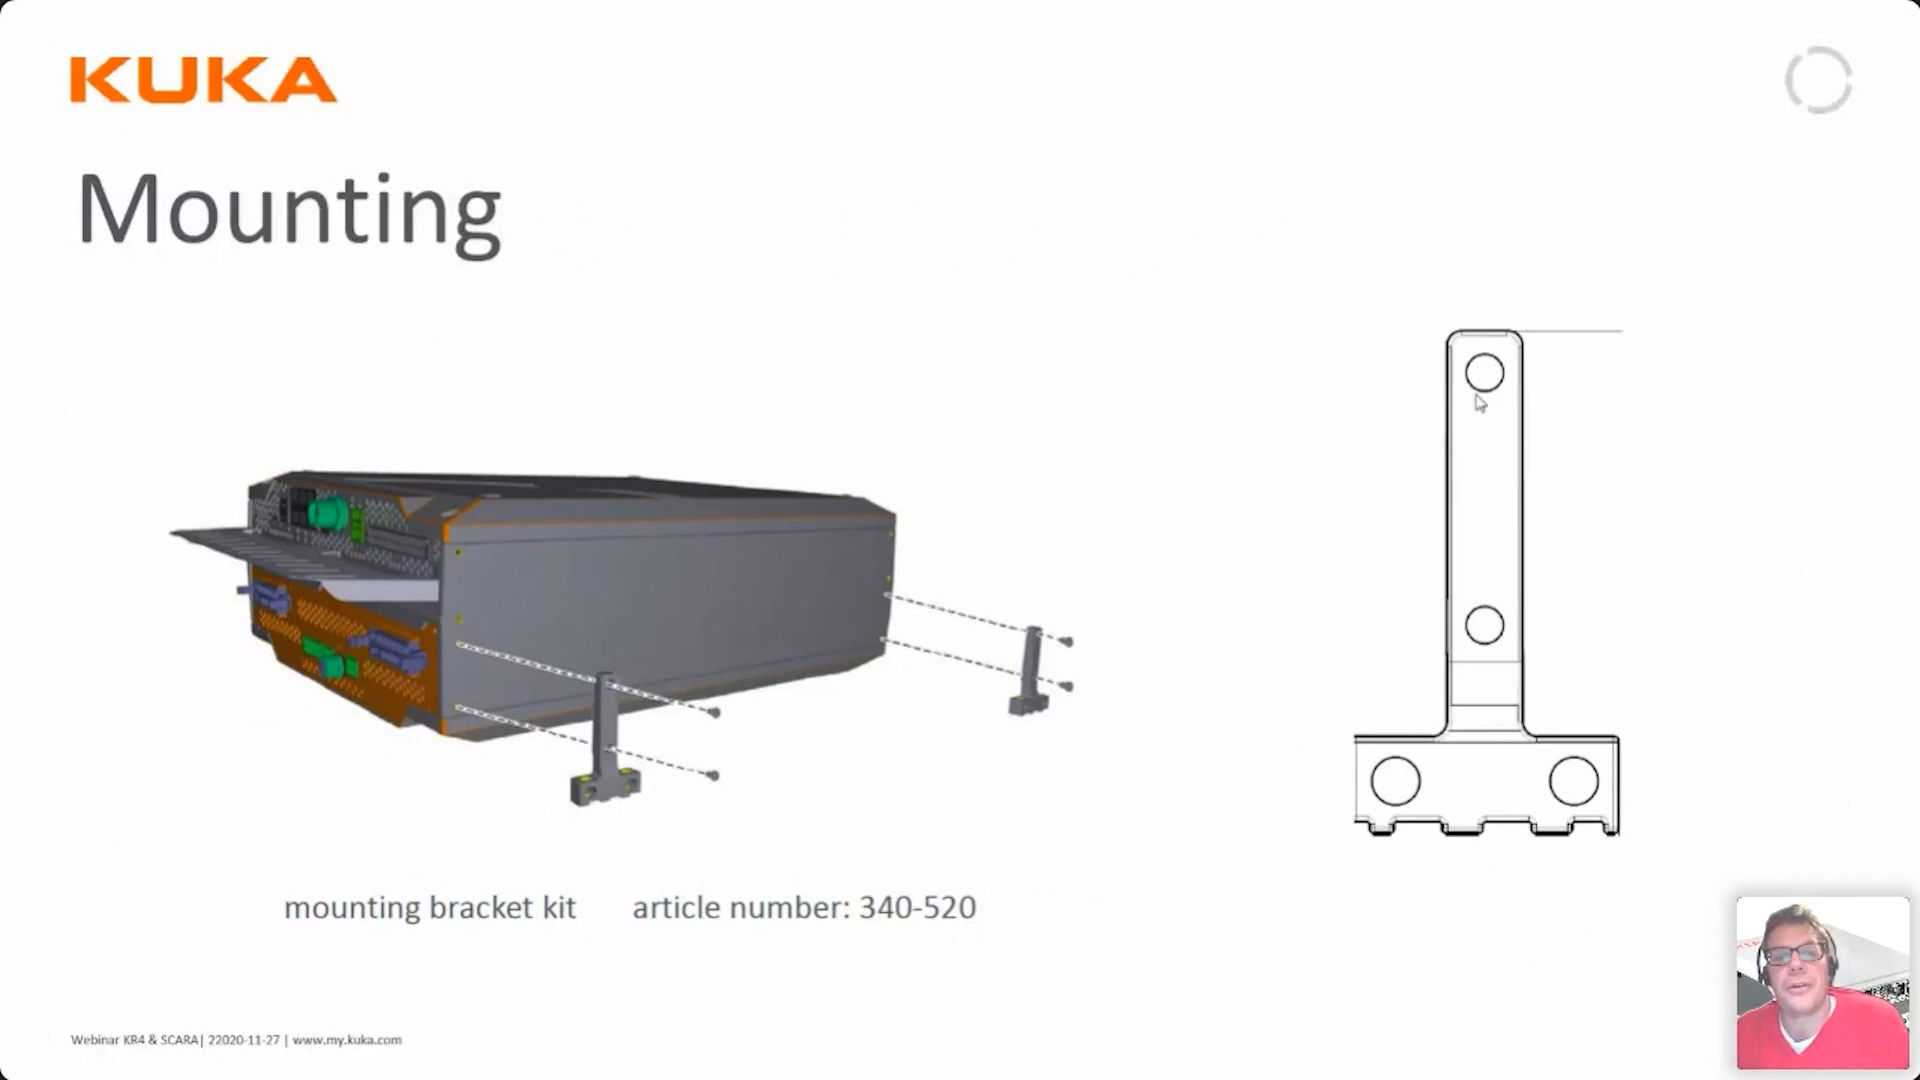 KUKA
Mounting
mounting bracket kit article number: 340-520
Webinar KR4 & SCARA| 22020-11-27 | www.my.kuka.com